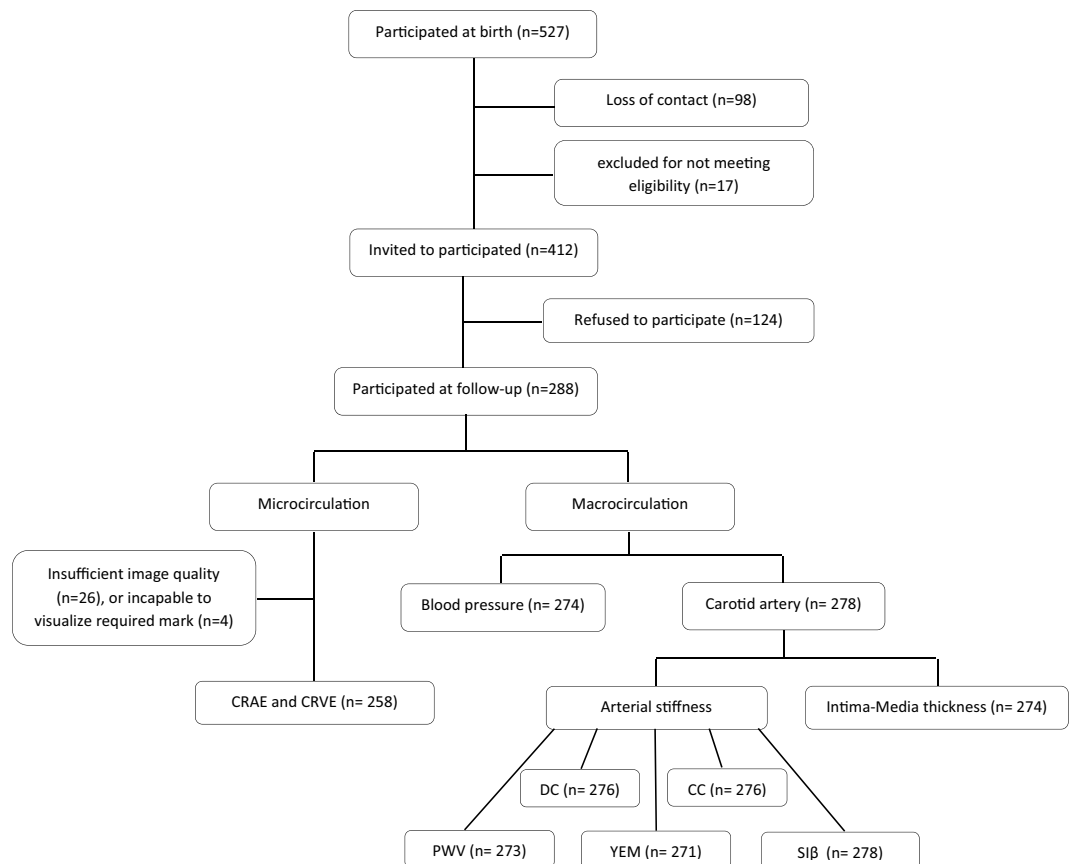 Participated at birth (n=527)
Loss of contact (n=98)
excluded for not meeting
eligibility (n=17)
Invited to participated (n=412)
Refused to participate (n=124)
Participated at follow-up (n=288)
Microcirculation
Macrocirculation
Insufficient image quality
(n=26), or incapable to
visualize required mark (n=4)
Blood pressure (n= 274)
Carotid artery (n= 278)
CRAE and CRVE (n= 258)
Arterial stiffness
Intima-Media thickness (n= 274)
DC (n= 276)
CC (n= 276)
PWV (n= 273)
YEM (n= 271)
SIβ (n= 278)